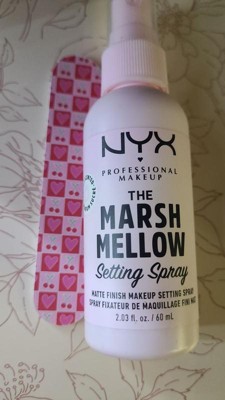 NYX
PROFESSIONAL
MAKEUP
THE
MARSH
MELLOW
Setting Spray
MATTE FINISH MAKEUP SETTING SPRAY
SPRAY FIXATEUR DE MAQUILLAGE FINI
2.03 fl. oz. / 60 mL